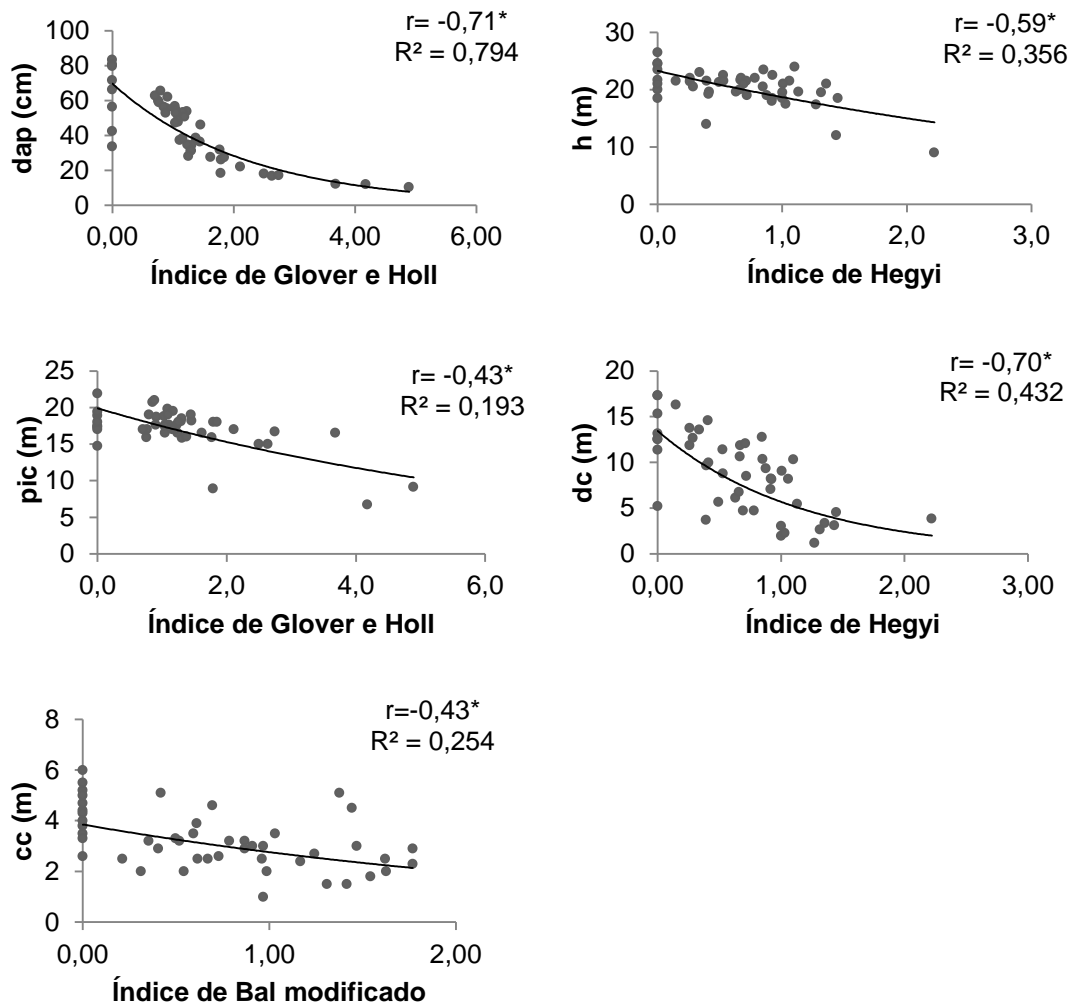 r= -0,71*
R² = 0,794
dap (cm)
100
80
60
40
20
0
0,00 2,00 4,00 6,00
Índice de Glover e Holl
r= -0,59*
R² = 0,356
h (m)
30
20
10
0
0,0 1,0 2,0 3,0
Índice de Hegyi
r= -0,43*
R² = 0,193
pic (m)
25
20
15
10
5
0
0,0 2,0 4,0 6,0
Índice de Glover e Holl
r= -0,70*
R² = 0,432
dc (m)
20
15
10
5
0
0,00 1,00 2,00 3,00
Índice de Hegyi
r=-0,43*
R² = 0,254
cc (m)
8
6
4
2
0
0,00 1,00 2,00
Índice de Bal modificado